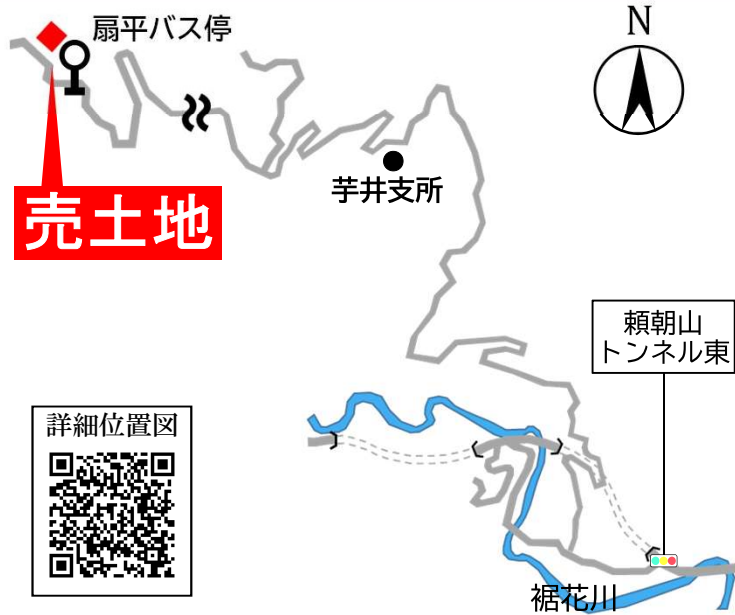 扇平バス停
N
芋井支所
売土地
頼朝山
トンネル東
詳細位置図
裾花川